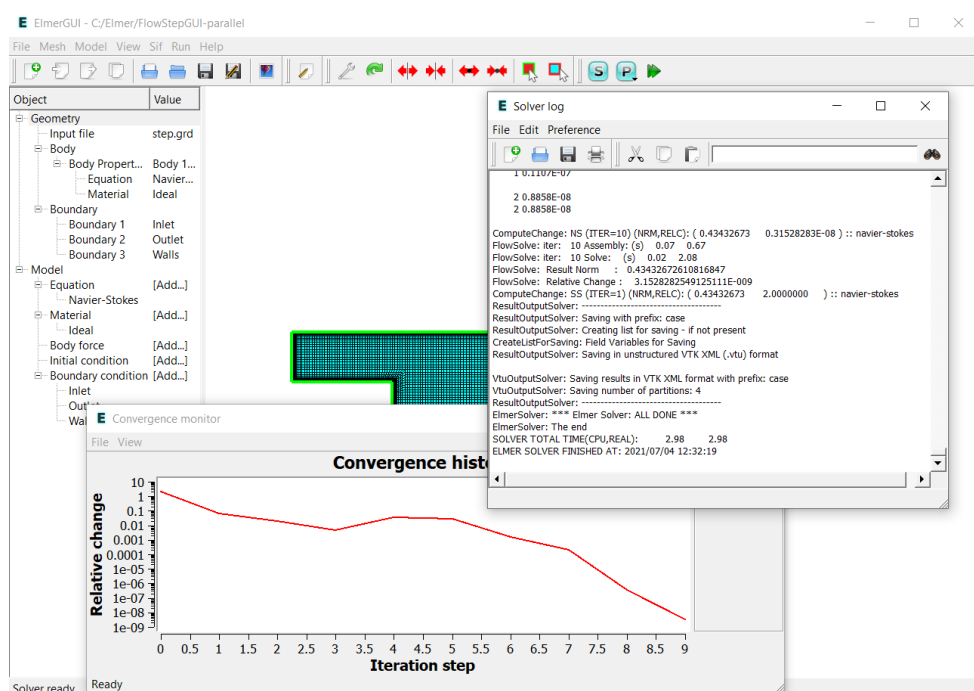 E ElmerGUI - C:/Elmer/FlowStepGUI-parallel
File Mesh Model View Sif Run Help
S P
Object Value
Geometry
Input file step.grd
Body
Body Propert... Body 1...
Equation Navier...
Material Ideal
Boundary
Boundary 1 Inlet
Boundary 2 Outlet
Boundary 3 Walls
Model
Equation [Add...]
Navier-Stokes
Material [Add...]
Ideal
Body force [Add...]
Initial condition [Add...]
Boundary condition [Add...]
Inlet
E Solver log
File Edit Preference
1 0.1107E-07
2 0.8858E-08
2 0.8858E-08
ComputeChange: NS (ITER=10) (NRM,RELC): ( 0.43432673 0.31528283E-08 ) :: navier-stokes
FlowSolve: iter: 10 Assembly: (s) 0.07 0.67
FlowSolve: iter: 10 Solve: (s) 0.02 2.08
FlowSolve: Result Norm : 0.43432672610816847
FlowSolve: Relative Change : 3.1528282549125111E-009
ComputeChange: SS (ITER=1) (NRM,RELC): ( 0.43432673 2.0000000 ) :: navier-stokes
ResultOutputSolver: -------------------------------------
ResultOutputSolver: Saving with prefix: case
ResultOutputSolver: Creating list for saving - if not present
CreateListForSaving: Field Variables for Saving
ResultOutputSolver: Saving in unstructured VTK XML (.vtu) format
VtuOutputSolver: Saving results in VTK XML format with prefix: case
VtuOutputSolver: Saving number of partitions: 4
ResultOutputSolver: -------------------------------------
ElmerSolver: *** Elmer Solver: ALL DONE ***
ElmerSolver: The end
SOLVER TOTAL TIME(CPU,REAL): 2.98 2.98
ELMER SOLVER FINISHED AT: 2021/07/04 12:32:19
E Convergence monitor
File View
Convergence
Relative change
10
1
0.1
0.01
0.001
0.0001
1e-05
1e-06
1e-07
1e-08
1e-09
0 0.5 1 1.5 2 2.5 3 3.5 4 4.5 5 5.5 6 6.5 7 7.5 8 8.5 9
Iteration step
Ready
Solver ready